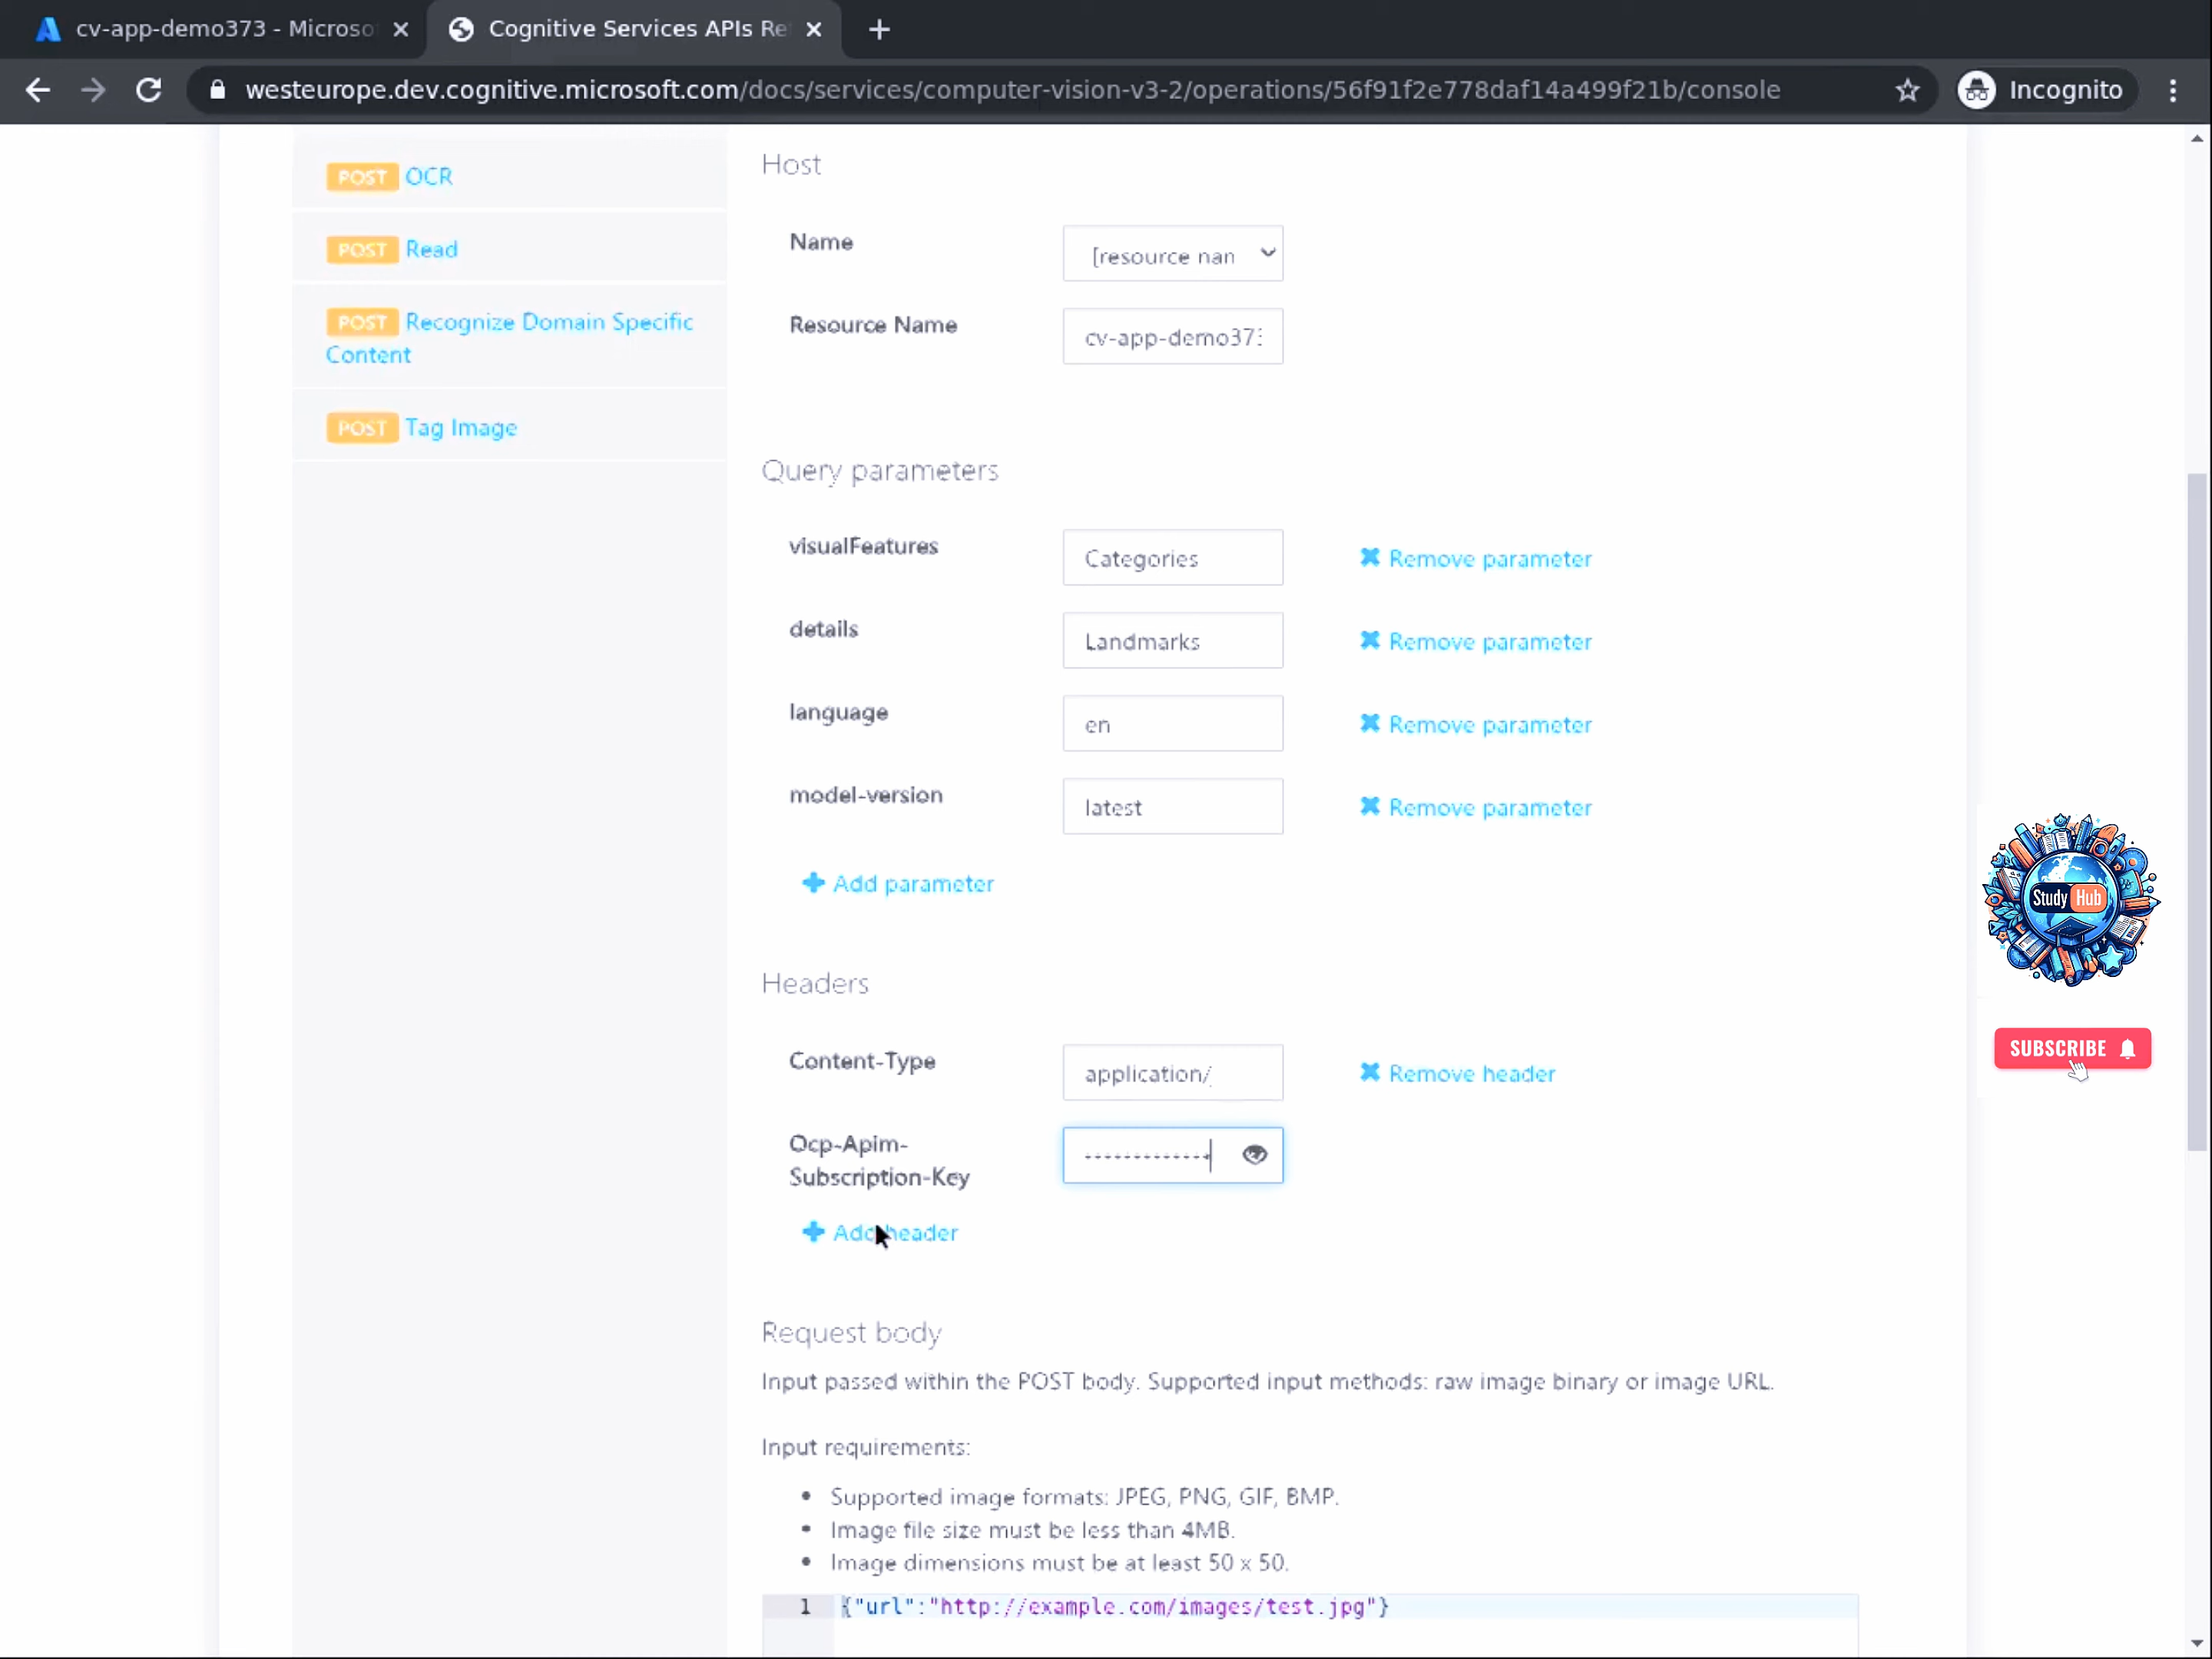 cv-app-demo373 - Microso
Cognitive Services APIs Re
westeurope.dev.cognitive.microsoft.com/docs/services/computer-vision-v3-2/operations/56f91f2e778daf14a499f21b/console
Incognito
POST OCR
POST Read
POST Recognize Domain Specific
Content
POST Tag Image
Host
Name
[resource nan
Resource Name
cv-app-demo373
Query parameters
visualFeatures
Categories
Remove parameter
details
Landmarks
Remove parameter
language
en
Remove parameter
model-version
latest
Remove parameter
Add parameter
Headers
Content-Type
application/
Remove header
Ocp-Apim-
Subscription-Key
Add header
Request body
Input passed within the POST body. Supported input methods: raw image binary or image URL.
Input requirements:
• Supported image formats: JPEG, PNG, GIF, BMP.
• Image file size must be less than 4MB.
• Image dimensions must be at least 50 x 50.
1 {"url":"http://example.com/images/test.jpg"}
Study Hub
SUBSCRIBE